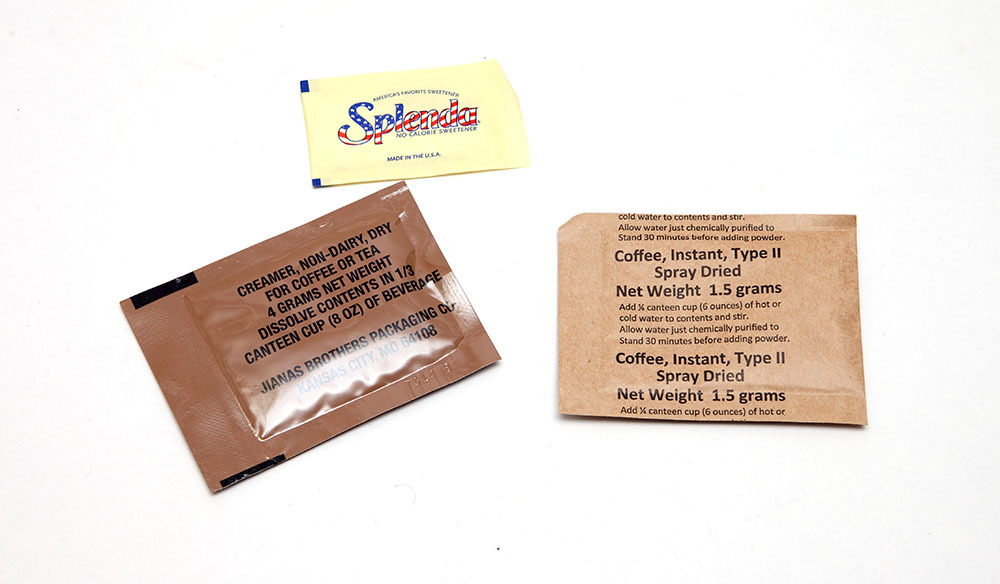 AMERICA'S FAVORITE SWEETENER
Splenda
NO CALORIE SWEETENER
MADE IN THE U.S.A.
CREAMER, NON-DAIRY, DRY
FOR COFFEE OR TEA
4 GRAMS NET WEIGHT
DISSOLVE CONTENTS IN 1/3
CANTEEN CUP (8 OZ) OF BEVERAGE
JIANAS BROTHERS PACKAGING CO.
KANSAS CITY, MO 64108
cold water to contents and stir.
Allow water just chemically purified to
Stand 30 minutes before adding powder.
Coffee, Instant, Type II
Spray Dried
Net Weight 1.5 grams
Add ¼ canteen cup (6 ounces) of hot or
cold water to contents and stir.
Allow water just chemically purified to
Stand 30 minutes before adding powder.
Coffee, Instant, Type II
Spray Dried
Net Weight 1.5 grams
Add ¼ canteen cup (6 ounces) of hot or